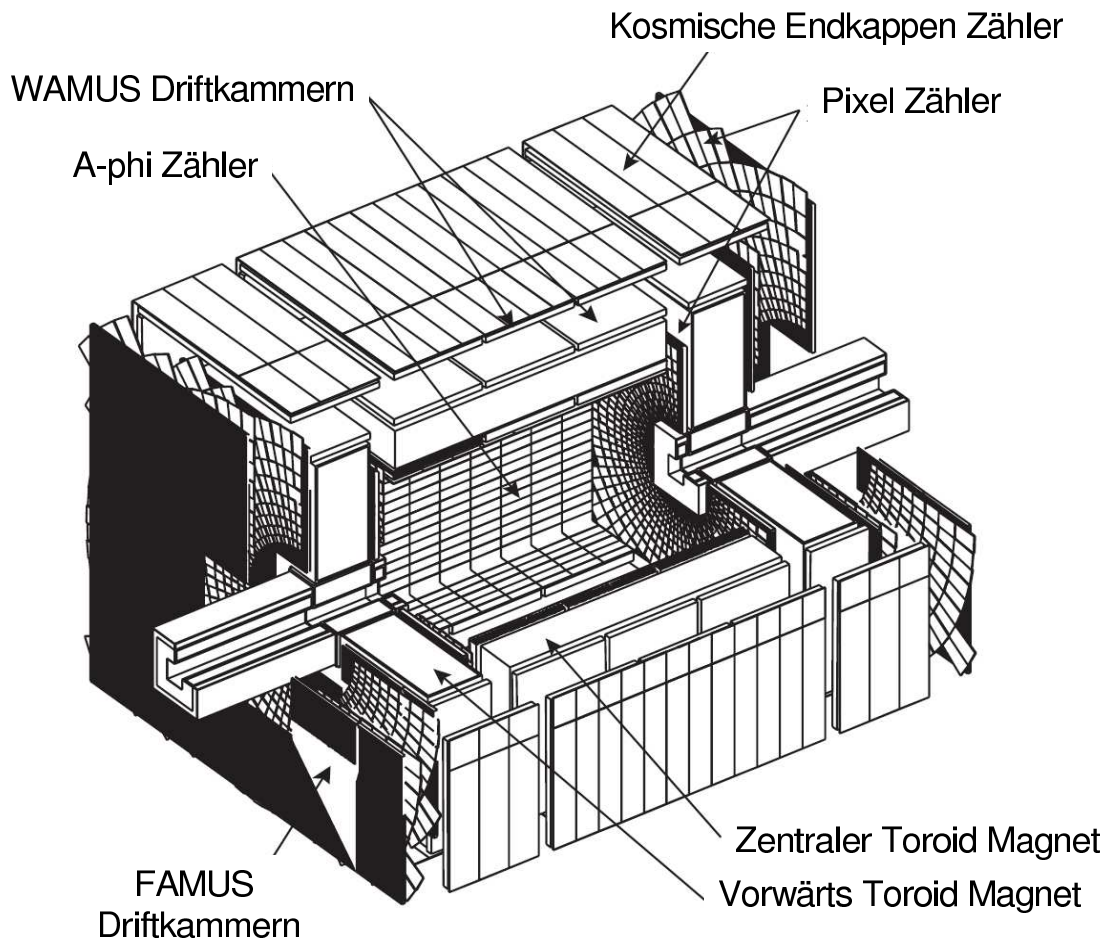 Kosmische Endkappen Zähler
WAMUS Driftkammern
Pixel Zähler
A-phi Zähler
Zentraler Toroid Magnet
FAMUS
Driftkammern
Vorwärts Toroid Magnet